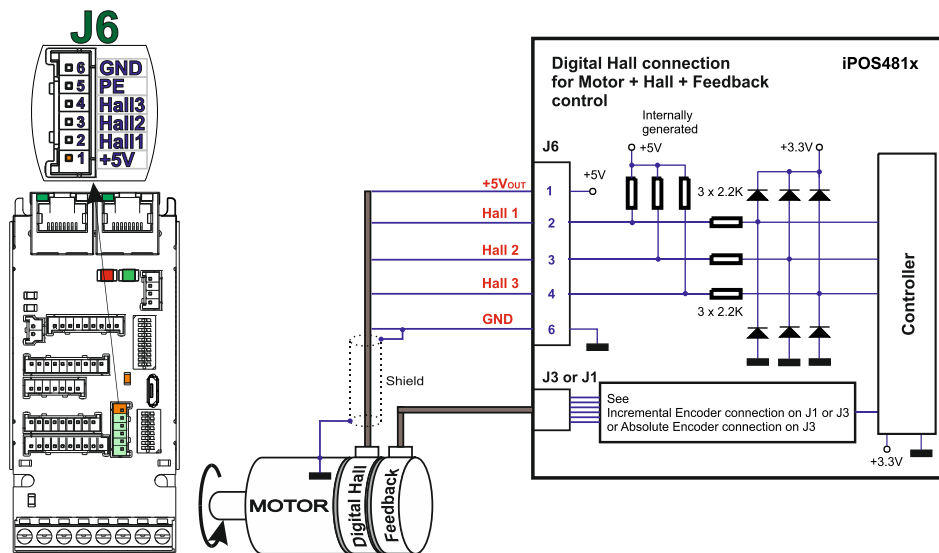 J6
6 GND
5 PE
4 Hall3
3 Hall2
2 Hall1
1 +5V
Digital Hall connection
for Motor + Hall + Feedback
control
iPOS481x
Internally
generated
+5V
+3.3V
J6
+5VOUT
1
+5V
3 x 2.2K
Hall 1
2
Hall 2
3
Hall 3
4
3 x 2.2K
GND
6
Controller
Shield
J3 or J1
See
Incremental Encoder connection on J1 or J3
or Absolute Encoder connection on J3
+3.3V
MOTOR
Digital Hall
Feedback